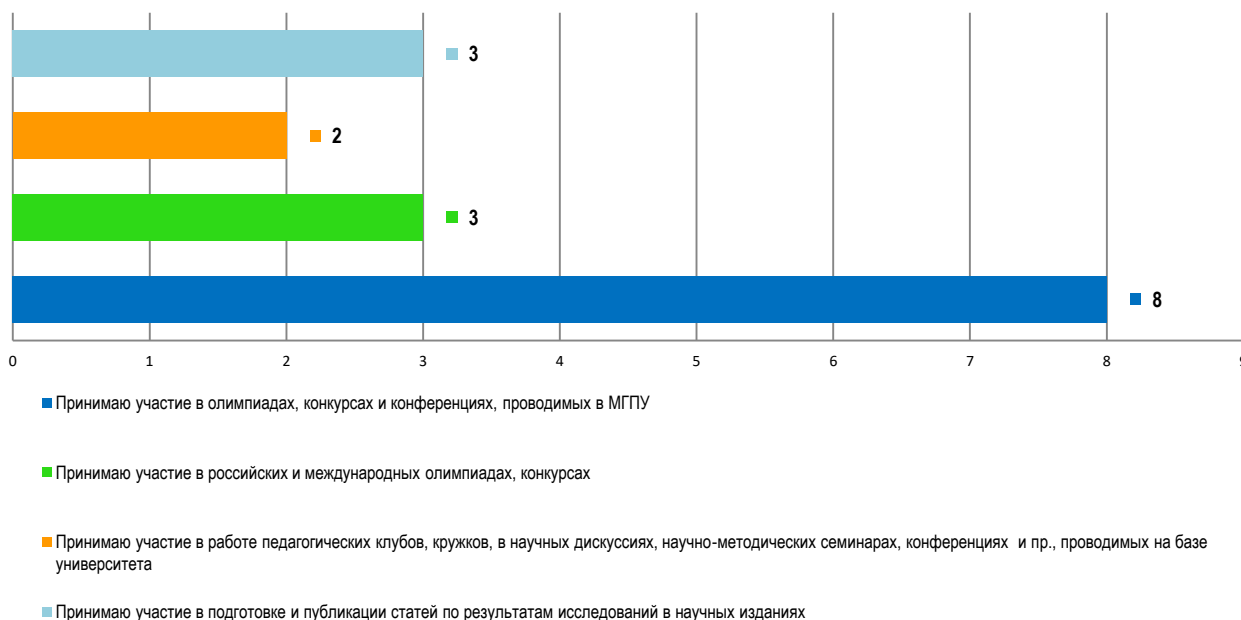 3
2
3
8
0 1 2 3 4 5 6 7 8 9
Принимаю участие в олимпиадах, конкурсах и конференциях, проводимых в МГПУ
Принимаю участие в российских и международных олимпиадах, конкурсах
Принимаю участие в работе педагогических клубов, кружков, в научных дискуссиях, научно-методических семинарах, конференциях и пр., проводимых на базе
университета
Принимаю участие в подготовке и публикации статей по результатам исследований в научных изданиях